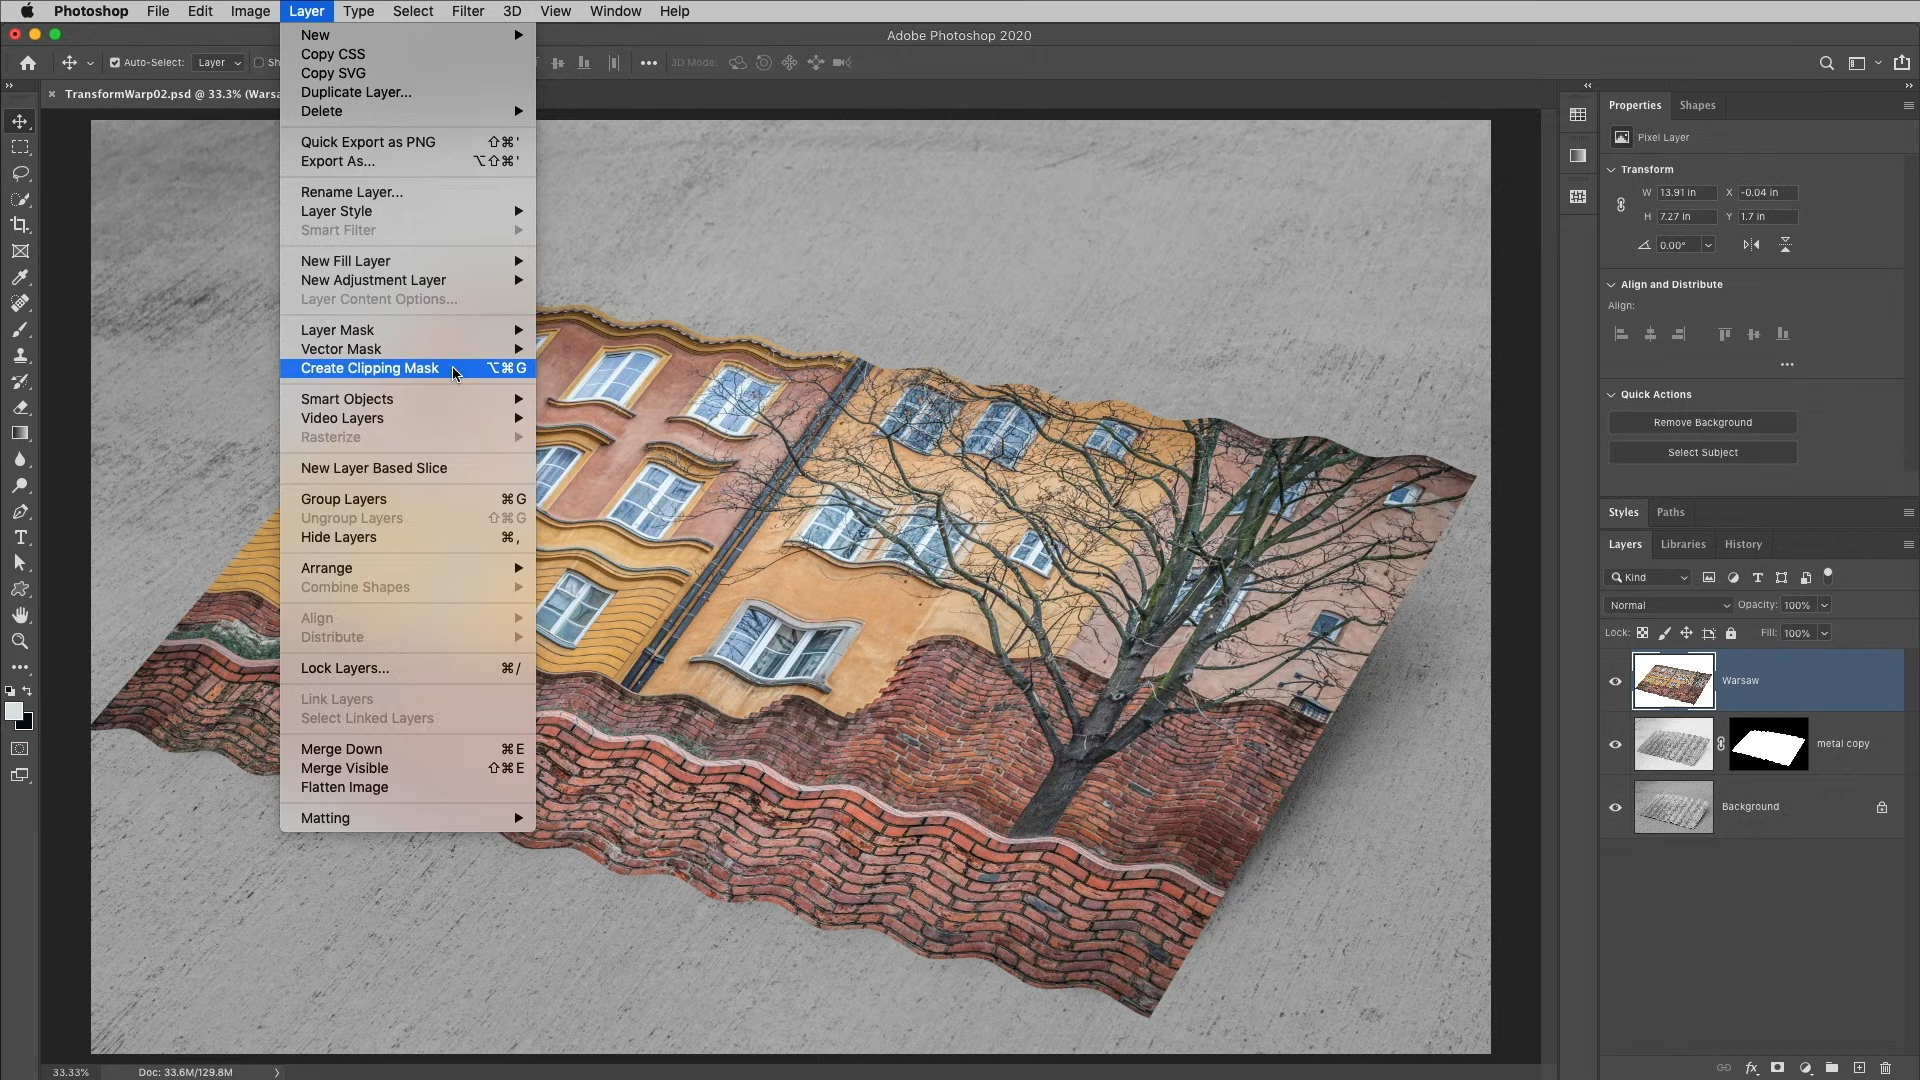 Photoshop File Edit Image Layer Type Select Filter 3D View Window Help
Adobe Photoshop 2020
Auto-Select: Layer Sh 3D Mode:
TransformWarp02.psd @ 33.3% (Warsa
New
Copy CSS
Copy SVG
Duplicate Layer...
Delete
Quick Export as PNG ⇧⌘'
Export As... ⌥⇧⌘'
Rename Layer...
Layer Style
Smart Filter
New Fill Layer
New Adjustment Layer
Layer Content Options...
Layer Mask
Vector Mask
Create Clipping Mask ⌥⌘G
Smart Objects
Video Layers
Rasterize
New Layer Based Slice
Group Layers ⌘G
Ungroup Layers ⇧⌘G
Hide Layers ⌘,
Arrange
Combine Shapes
Align
Distribute
Lock Layers... ⌘/
Link Layers
Select Linked Layers
Merge Down ⌘E
Merge Visible ⇧⌘E
Flatten Image
Matting
Properties Shapes
Pixel Layer
Transform
W 13.91 in X -0.04 in
H 7.27 in Y 1.7 in
0.00°
Align and Distribute
Align:
Quick Actions
Remove Background
Select Subject
Styles Paths
Layers Libraries History
Kind
Normal Opacity: 100%
Lock: Fill: 100%
Warsaw
metal copy
Background
33.33% Doc: 33.6M/129.8M